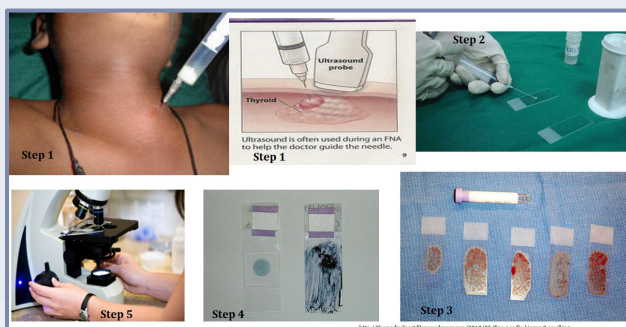 Step 1
Ultrasound
probe
Thyroid
Ultrasound is often used during an FNA
to help the doctor guide the needle.
9
Step 1
Step 2
Step 5
Step 4
Step 3